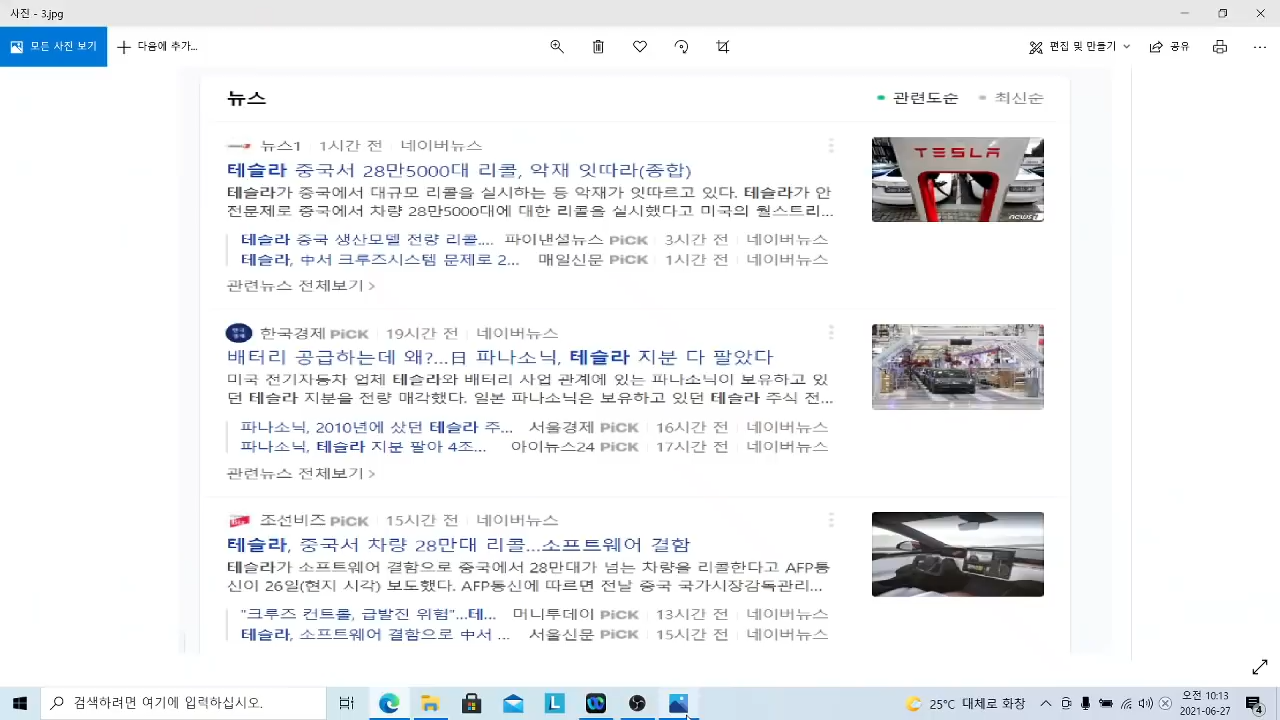 사진 - 3.jpg
모든 사진 보기
다음에 추가...
편집 및 만들기
공유
뉴스
관련도순 최신순
뉴스1 1시간 전 네이버뉴스
테슬라 중국서 28만5000대 리콜, 악재 잇따라(종합)
테슬라가 중국에서 대규모 리콜을 실시하는 등 악재가 잇따르고 있다. 테슬라가 안
전문제로 중국에서 차량 28만5000대에 대한 리콜을 실시했다고 미국의 월스트리...
TESLA
news1
테슬라 중국 생산모델 전량 리콜.... 파이낸셜뉴스 PiCK 3시간 전 네이버뉴스
테슬라, 中서 크루즈시스템 문제로 2... 매일신문 PiCK 1시간 전 네이버뉴스
관련뉴스 전체보기 >
한국경제
한국경제 PiCK 19시간 전 네이버뉴스
배터리 공급하는데 왜?...日 파나소닉, 테슬라 지분 다 팔았다
미국 전기자동차 업체 테슬라와 배터리 사업 관계에 있는 파나소닉이 보유하고 있
던 테슬라 지분을 전량 매각했다. 일본 파나소닉은 보유하고 있던 테슬라 주식 전...
파나소닉, 2010년에 샀던 테슬라 주... 서울경제 PiCK 16시간 전 네이버뉴스
파나소닉, 테슬라 지분 팔아 4조... 아이뉴스24 PiCK 17시간 전 네이버뉴스
관련뉴스 전체보기 >
조선비즈 PiCK 15시간 전 네이버뉴스
테슬라, 중국서 차량 28만대 리콜...소프트웨어 결함
테슬라가 소프트웨어 결함으로 중국에서 28만대가 넘는 차량을 리콜한다고 AFP통
신이 26일(현지 시각) 보도했다. AFP통신에 따르면 전날 중국 국가시장감독관리...
"크루즈 컨트롤, 급발진 위험"...테... 머니투데이 PiCK 13시간 전 네이버뉴스
테슬라, 소프트웨어 결함으로 中서 ... 서울신문 PiCK 15시간 전 네이버뉴스
검색하려면 여기에 입력하십시오.
25°C 대체로 화창
오전 10:13
2021-06-27
4